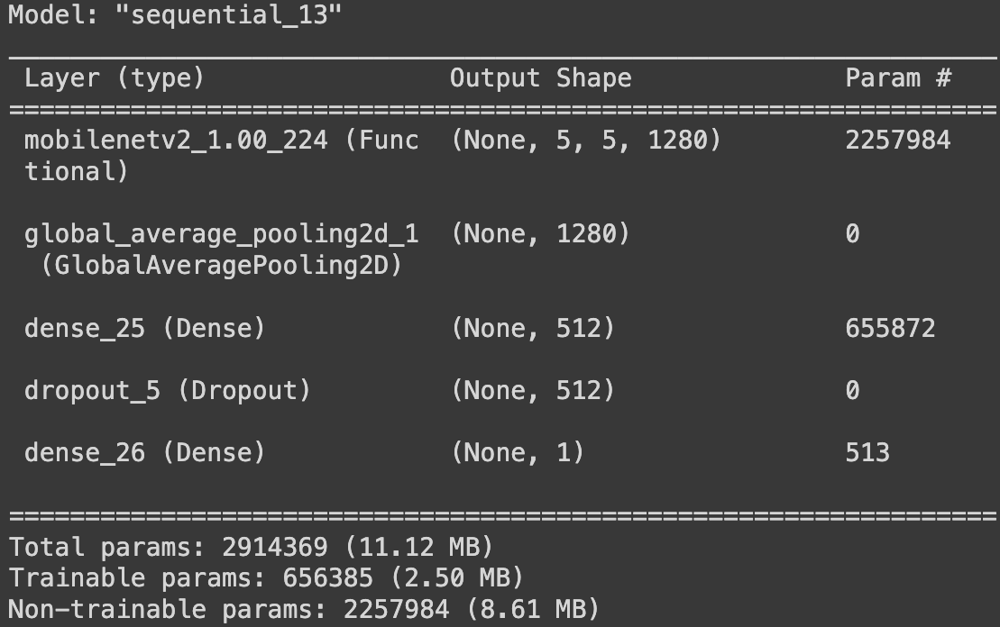 Model: "sequential_13"
Layer (type) Output Shape Param #
mobilenetv2_1.00_224 (Func (None, 5, 5, 1280) 2257984
tional)
global_average_pooling2d_1 (None, 1280) 0
(GlobalAveragePooling2D)
dense_25 (Dense) (None, 512) 655872
dropout_5 (Dropout) (None, 512) 0
dense_26 (Dense) (None, 1) 513
Total params: 2914369 (11.12 MB)
Trainable params: 656385 (2.50 MB)
Non-trainable params: 2257984 (8.61 MB)